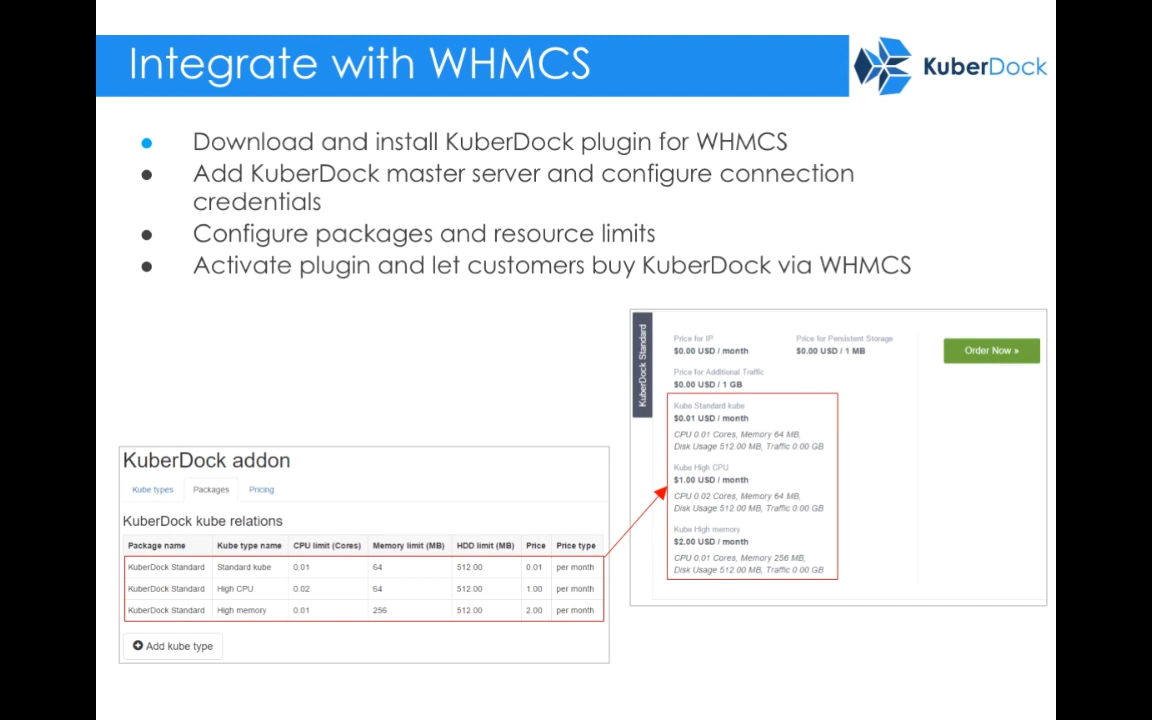 Integrate with WHMCS
KuberDock
Download and install KuberDock plugin for WHMCS
Add KuberDock master server and configure connection
credentials
Configure packages and resource limits
Activate plugin and let customers buy KuberDock via WHMCS
KuberDock addon
Kube types Packages Pricing
KuberDock kube relations
Package name Kube type name CPU limit (Cores) Memory limit (MB) HDD limit (MB) Price Price type
KuberDock Standard Standard kube 0.01 64 512.00 0.01 per month
KuberDock Standard High CPU 0.02 64 512.00 1.00 per month
KuberDock Standard High memory 0.01 256 512.00 2.00 per month
Add kube type
KuberDock Standard
Price for IP Price for Persistent Storage
$0.00 USD / month $0.00 USD / 1 MB
Price for Additional Traffic
$0.00 USD / 1 GB
Kube Standard kube
$0.01 USD / month
CPU 0.01 Cores, Memory 64 MB,
Disk Usage 512.00 MB, Traffic 0.00 GB
Kube High CPU
$1.00 USD / month
CPU 0.02 Cores, Memory 64 MB,
Disk Usage 512.00 MB, Traffic 0.00 GB
Kube High memory
$2.00 USD / month
CPU 0.01 Cores, Memory 256 MB,
Disk Usage 512.00 MB, Traffic 0.00 GB
Order Now »